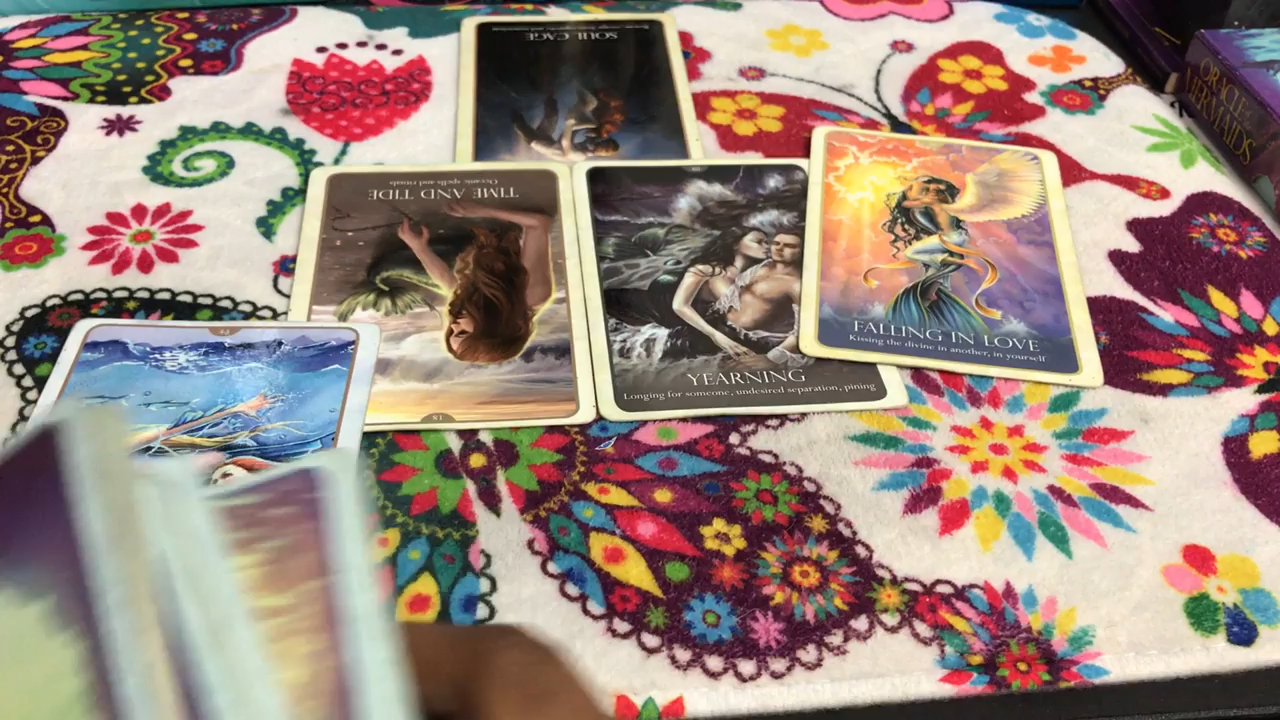 SOUL CAGE
TIME AND TIDE
Oceanic spells and rituals
18
YEARNING
Longing for someone, undesired separation, pining
FALLING IN LOVE
Kissing the divine in another, in yourself
ORACLE
MERMAIDS